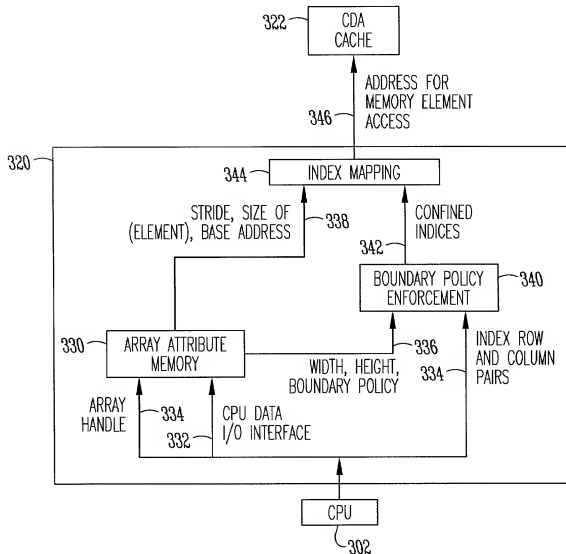 322
CDA
CACHE
ADDRESS FOR
MEMORY ELEMENT
ACCESS
346
320
344
INDEX MAPPING
STRIDE, SIZE OF
(ELEMENT), BASE ADDRESS
338
CONFINED
INDICES
342
BOUNDARY POLICY
ENFORCEMENT
340
330
ARRAY ATTRIBUTE
MEMORY
336
WIDTH, HEIGHT,
BOUNDARY POLICY
334
INDEX ROW
AND COLUMN
PAIRS
ARRAY
HANDLE
334
332
CPU DATA
I/O INTERFACE
CPU
302